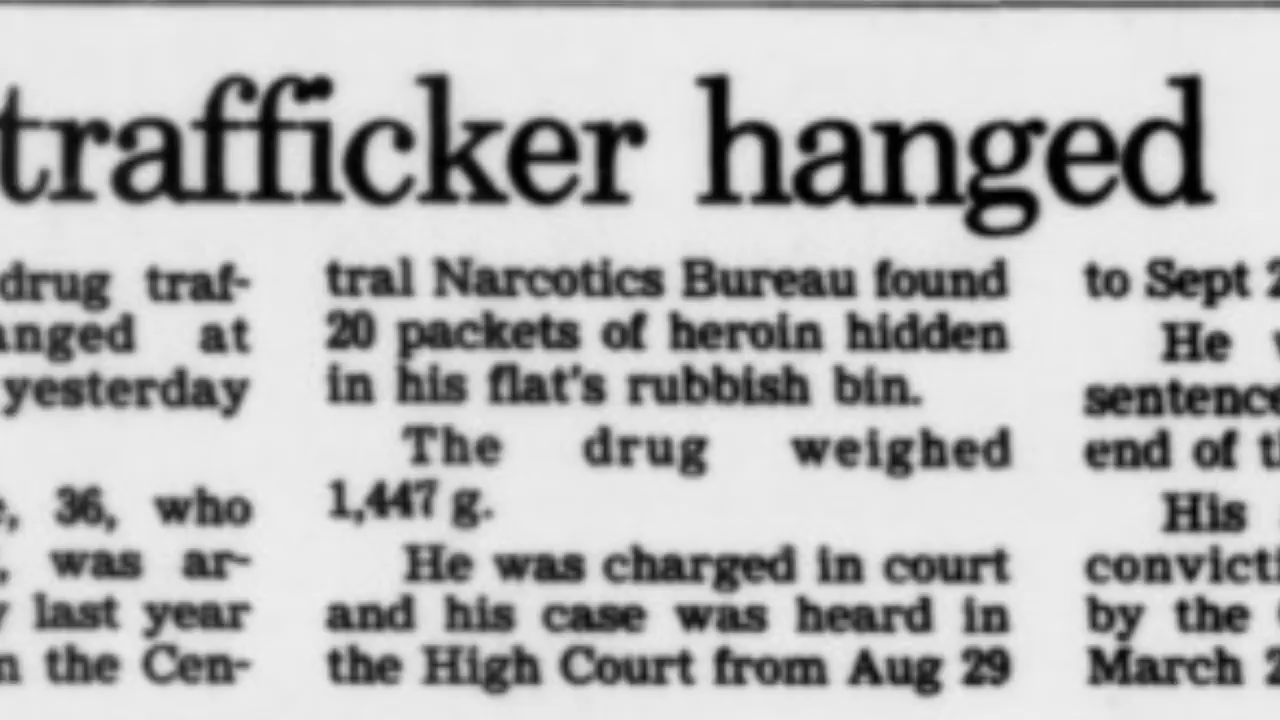 trafficker hanged
drug traf-
anged at
yesterday
36, who
was ar-
last year
the Cen-
tral Narcotics Bureau found
20 packets of heroin hidden
in his flat's rubbish bin.
The drug weighed
1,447 g.
He was charged in court
and his case was heard in
the High Court from Aug 29
to Sept 2
He
sentence
end of
His
convicti
by the
March 2